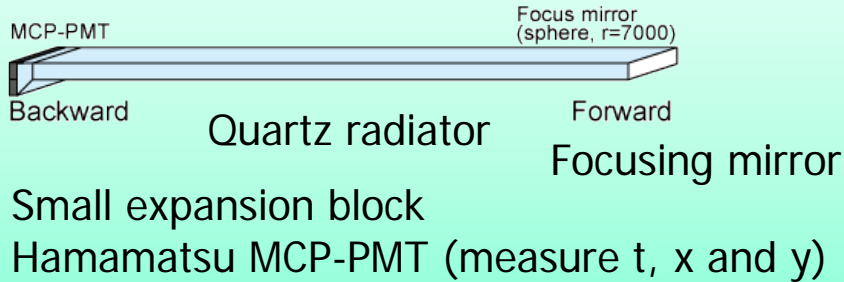 MCP-PMT
Focus mirror
(sphere, r=7000)
Backward
Forward
Quartz radiator
Focusing mirror
Small expansion block
Hamamatsu MCP-PMT (measure t, x and y)